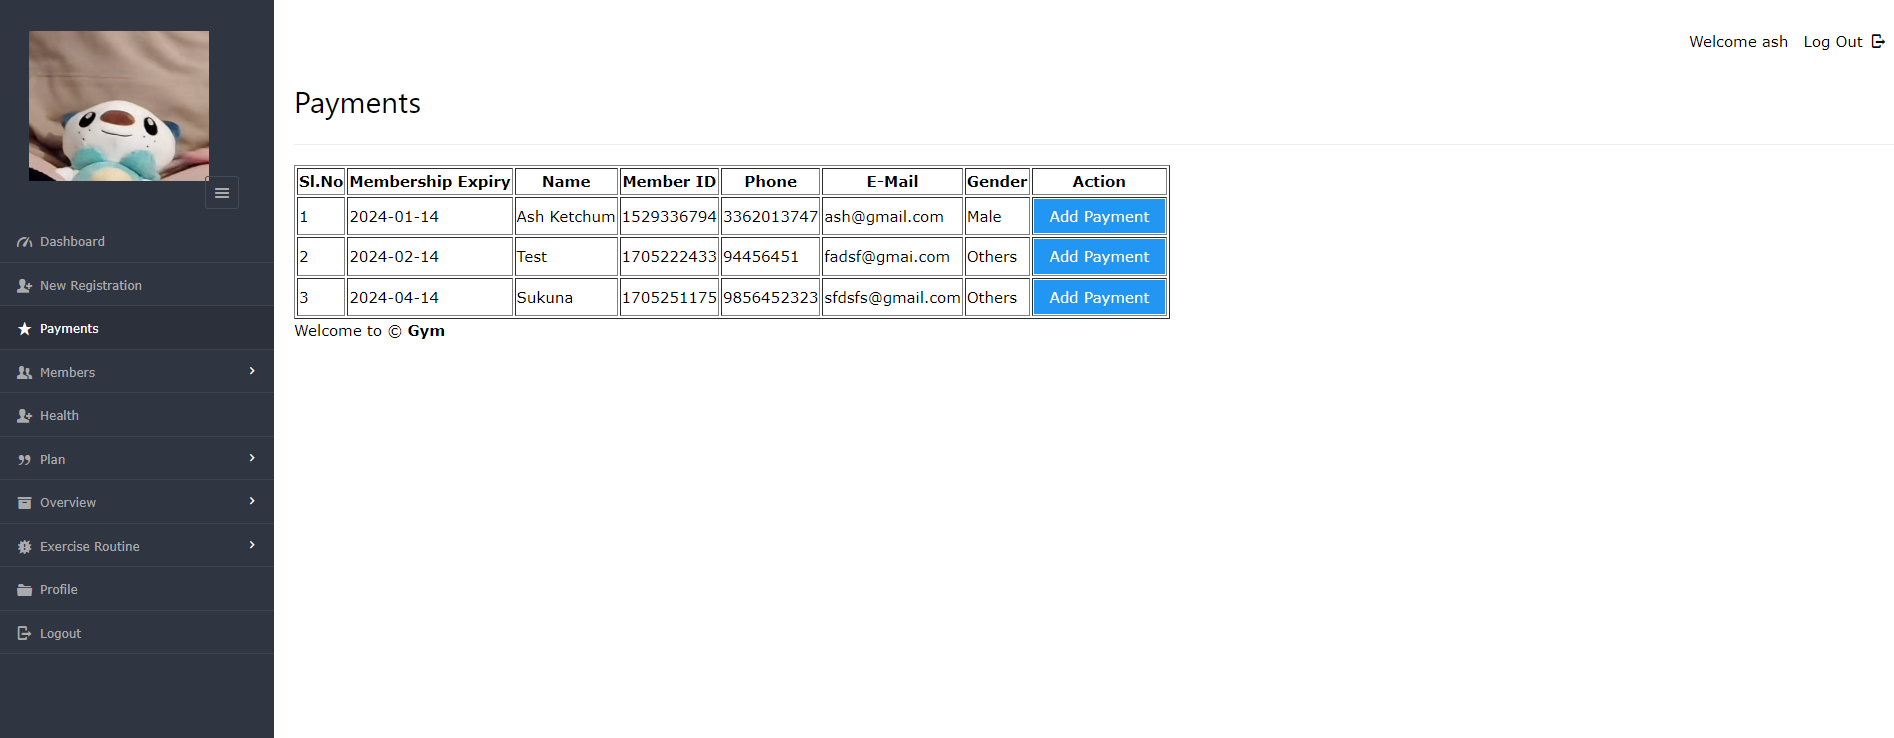 Welcome ash Log Out
Payments
Sl.No Membership Expiry Name Member ID Phone E-Mail Gender Action
1 2024-01-14 Ash Ketchum 1529336794 3362013747 ash@gmail.com Male Add Payment
2 2024-02-14 Test 1705222433 94456451 fadsf@gmai.com Others Add Payment
3 2024-04-14 Sukuna 1705251175 9856452323 sfdsfs@gmail.com Others Add Payment
Welcome to © Gym
Dashboard
New Registration
Payments
Members
Health
Plan
Overview
Exercise Routine
Profile
Logout